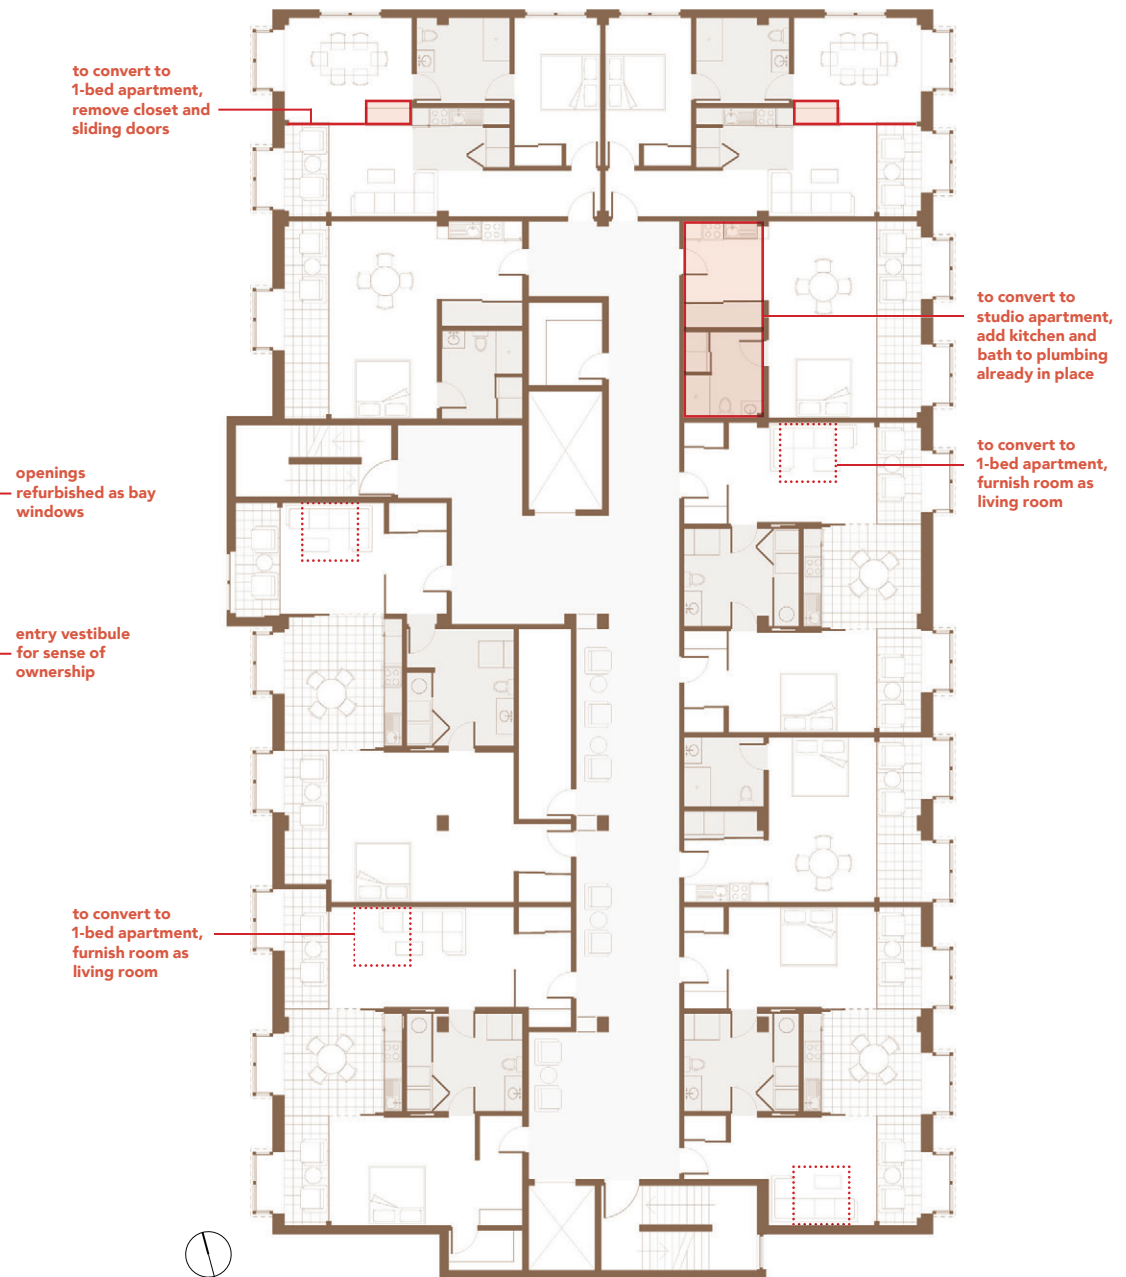 to convert to
1-bed apartment,
remove closet and
sliding doors
to convert to
studio apartment,
add kitchen and
bath to plumbing
already in place
to convert to
1-bed apartment,
furnish room as
living room
openings
refurbished as bay
windows
entry vestibule
for sense of
ownership
to convert to
1-bed apartment,
furnish room as
living room